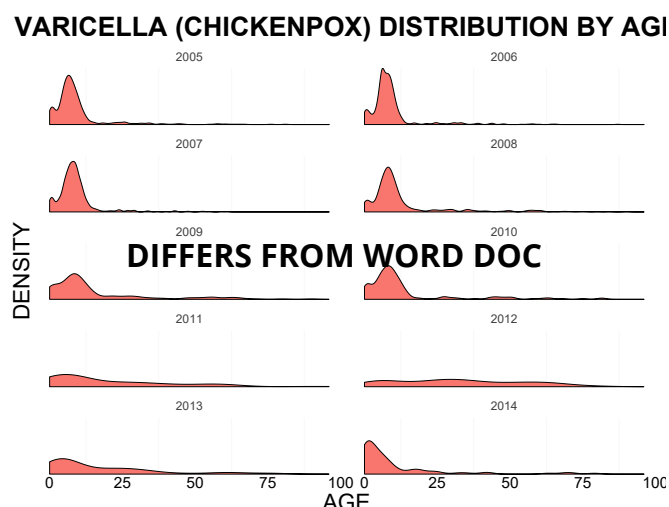 VARICELLA (CHICKENPOX) DISTRIBUTION BY AGE
2005 2006
2007 2008
2009 2010
DIFFERS FROM WORD DOC
DENSITY
2011 2012
2013 2014
0 25 50 75 100 0 25 50 75 100
AGE